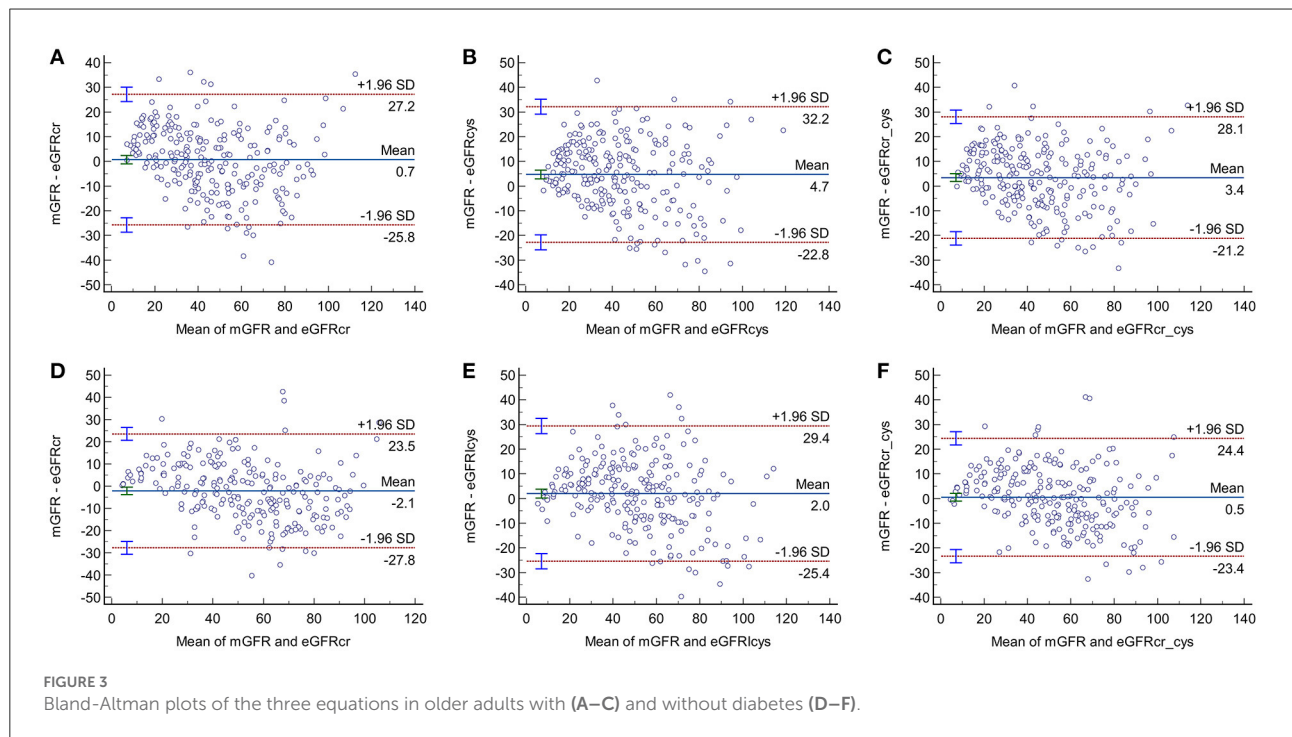 A
mGFR - eGFRcr
40
30
20
10
0
-10
-20
-30
-40
-50
+1.96 SD
27.2
Mean
0.7
-1.96 SD
-25.8
0 20 40 60 80 100 120 140
Mean of mGFR and eGFRcr
B
mGFR - eGFRcys
50
40
30
20
10
0
-10
-20
-30
-40
+1.96 SD
32.2
Mean
4.7
-1.96 SD
-22.8
0 20 40 60 80 100 120 140
Mean of mGFR and eGFRcys
C
mGFR - eGFRcr_cys
50
40
30
20
10
0
-10
-20
-30
-40
+1.96 SD
28.1
Mean
3.4
-1.96 SD
-21.2
0 20 40 60 80 100 120 140
Mean of mGFR and eGFRcr_cys
D
mGFR - eGFRcr
50
40
30
20
10
0
-10
-20
-30
-40
-50
+1.96 SD
23.5
Mean
-2.1
-1.96 SD
-27.8
0 20 40 60 80 100 120
Mean of mGFR and eGFRcr
E
mGFR - eGFRlcys
50
40
30
20
10
0
-10
-20
-30
-40
+1.96 SD
29.4
Mean
2.0
-1.96 SD
-25.4
0 20 40 60 80 100 120 140
Mean of mGFR and eGFRlcys
F
mGFR - eGFRcr_cys
50
40
30
20
10
0
-10
-20
-30
-40
+1.96 SD
24.4
Mean
0.5
-1.96 SD
-23.4
0 20 40 60 80 100 120 140
Mean of mGFR and eGFRcr_cys
FIGURE 3
Bland-Altman plots of the three equations in older adults with (A–C) and without diabetes (D–F).